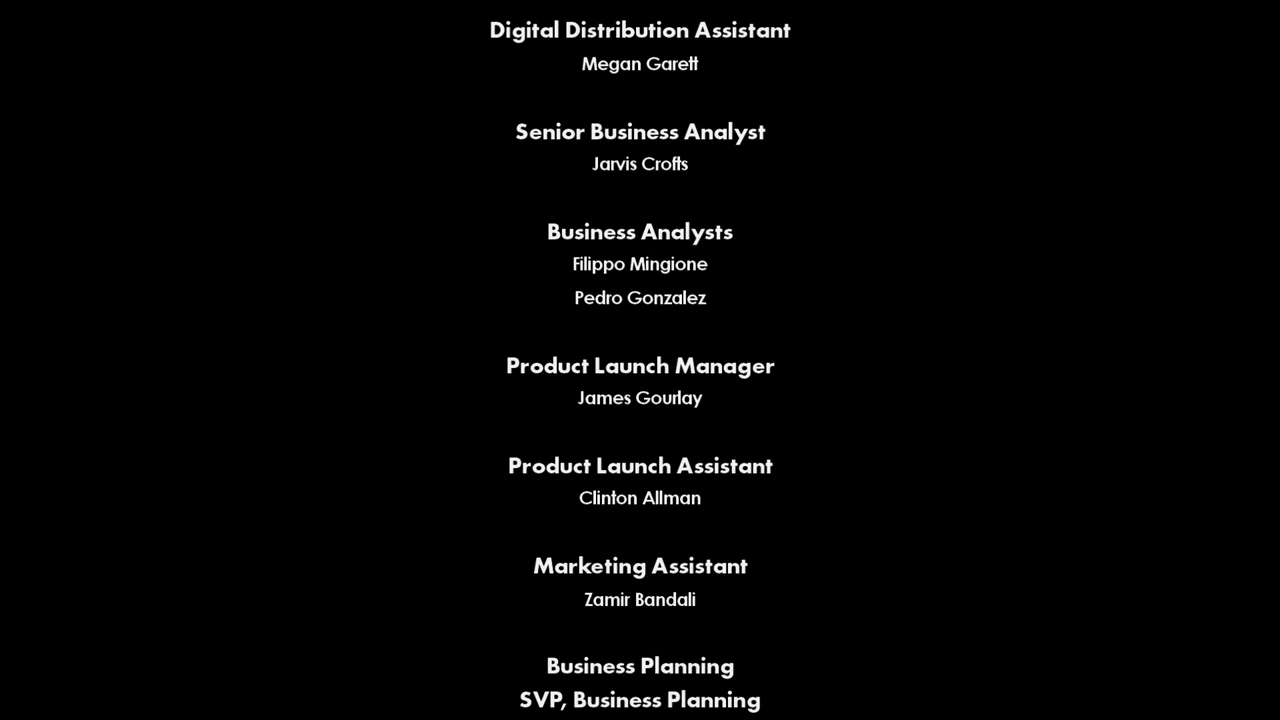 Digital Distribution Assistant
Megan Garett
Senior Business Analyst
Jarvis Crofts
Business Analysts
Filippo Mingione
Pedro Gonzalez
Product Launch Manager
James Gourlay
Product Launch Assistant
Clinton Allman
Marketing Assistant
Zamir Bandali
Business Planning
SVP, Business Planning